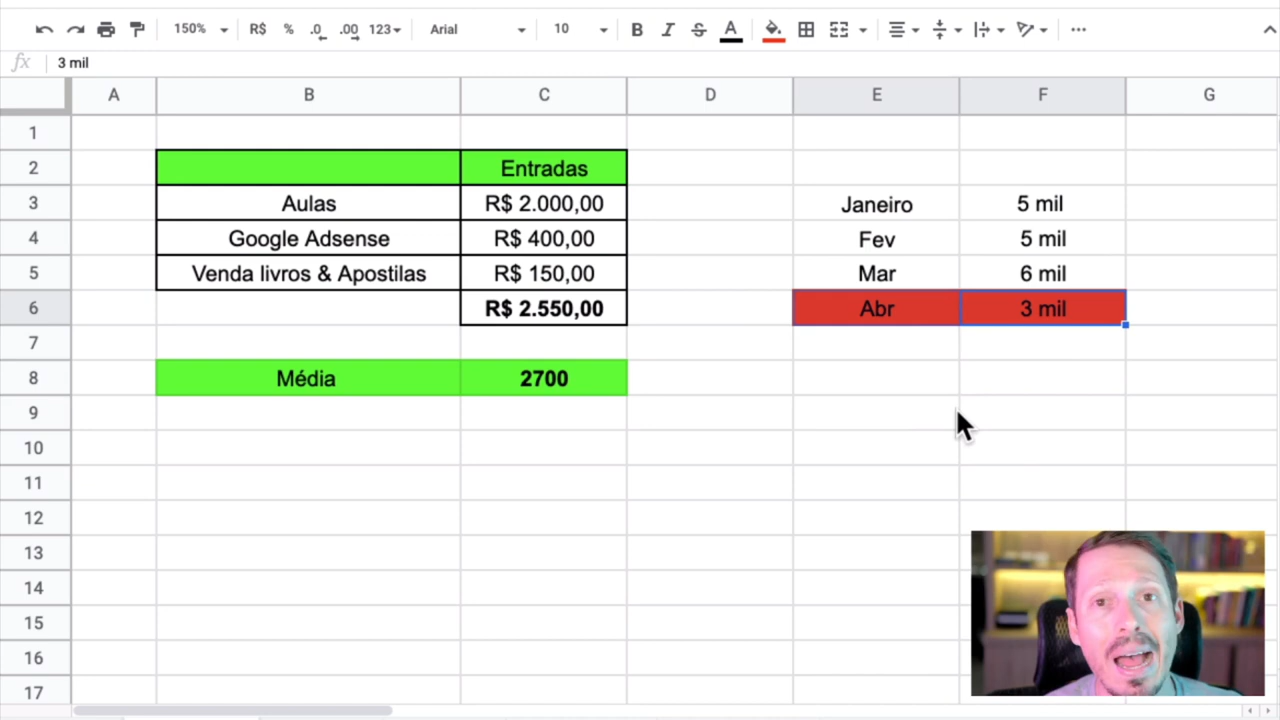 150% R$ % .0 .00 123 Arial 10 B I S A
fx 3 mil
A B C D E F G
1
2 Entradas
3 Aulas R$ 2.000,00 Janeiro 5 mil
4 Google Adsense R$ 400,00 Fev 5 mil
5 Venda livros & Apostilas R$ 150,00 Mar 6 mil
6 R$ 2.550,00 Abr 3 mil
7
8 Média 2700
9
10
11
12
13
14
15
16
17